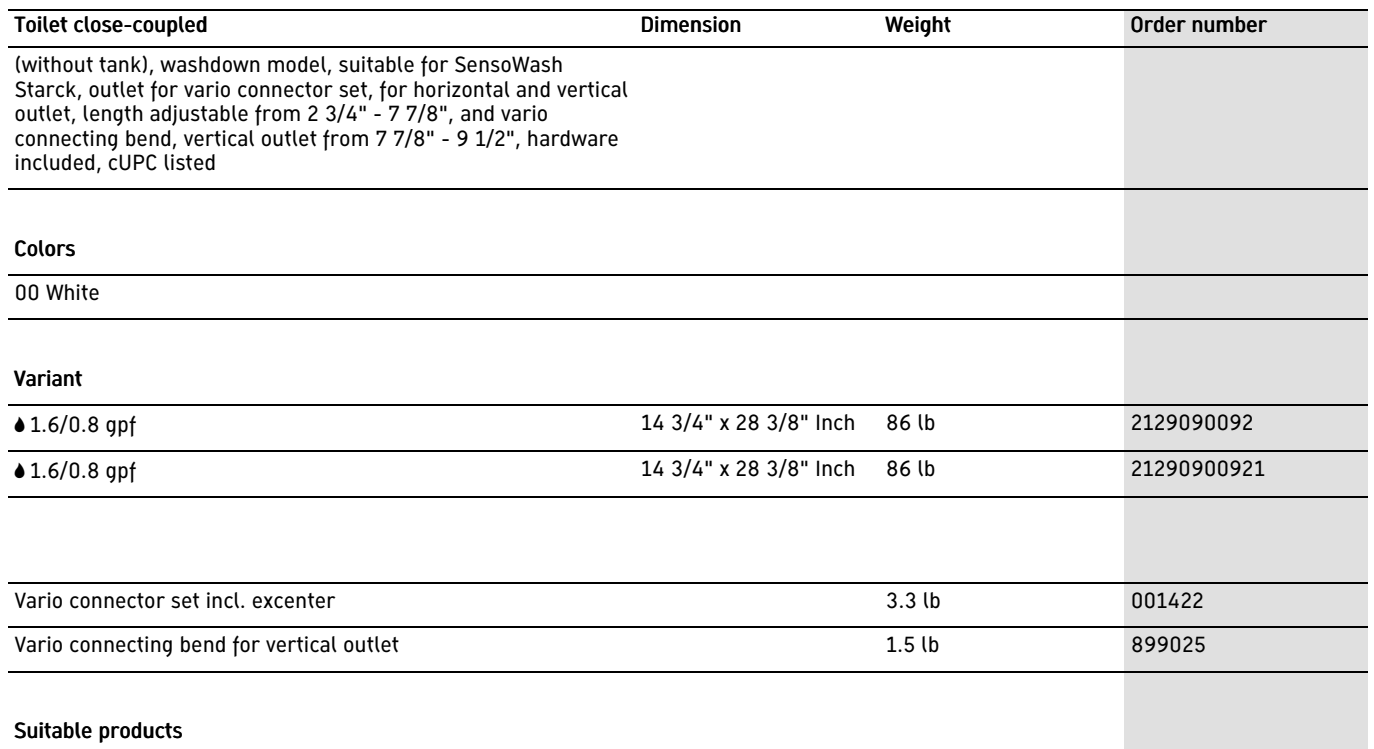 Toilet close-coupled Dimension Weight Order number
(without tank), washdown model, suitable for SensoWash
Starck, outlet for vario connector set, for horizontal and vertical
outlet, length adjustable from 2 3/4" - 7 7/8", and vario
connecting bend, vertical outlet from 7 7/8" - 9 1/2", hardware
included, cUPC listed
Colors
00 White
Variant
1.6/0.8 gpf 14 3/4" x 28 3/8" Inch 86 lb 2129090092
1.6/0.8 gpf 14 3/4" x 28 3/8" Inch 86 lb 21290900921
Vario connector set incl. excenter 3.3 lb 001422
Vario connecting bend for vertical outlet 1.5 lb 899025
Suitable products